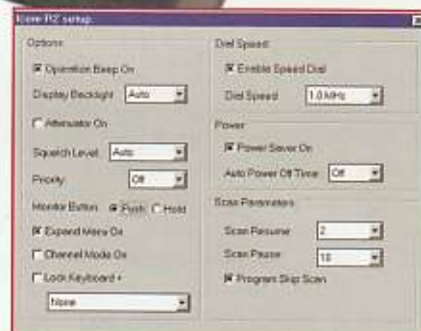 Icom R2 setup
Options
Operation Beep On
Display Backlight Auto
Attenuator On
Squelch Level: Auto
Priority: Off
Monitor Button Push Hold
Expand Menu On
Channel Mode On
Lock Keyboard +
None
Dial Speed
Enable Speed Dial
Dial Speed 1.0 MHz
Power
Power Saver On
Auto Power Off Time: Off
Scan Parameters
Scan Resume: 2
Scan Pause: 10
Program Skip Scan